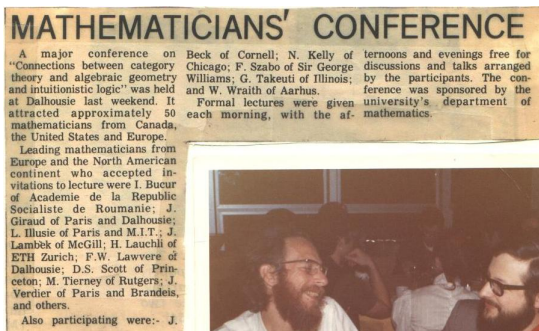 MATHEMATICIANS' CONFERENCE
A major conference on
"Connections between category
theory and algebraic geometry
and intuitionistic logic" was held
at Dalhousie last weekend. It
attracted approximately 50
mathematicians from Canada,
the United States and Europe.
Leading mathematicians from
Europe and the North American
continent who accepted in-
vitations to lecture were I. Bucur
of Academie de la Republic
Socialiste de Roumanie; J.
Giraud of Paris and Dalhousie;
L. Illusie of Paris and M.I.T.; J.
Lambek of McGill; H. Lauchli of
ETH Zurich; F.W. Lawvere of
Dalhousie; D.S. Scott of Prin-
ceton; M. Tierney of Rutgers; J.
Verdier of Paris and Brandeis,
and others.
Also participating were:- J.
Beck of Cornell; N. Kelly of
Chicago; F. Szabo of Sir George
Williams; G. Takeuti of Illinois;
and W. Wraith of Aarhus.
Formal lectures were given
each morning, with the af-
ternoons and evenings free for
discussions and talks arranged
by the participants. The con-
ference was sponsored by the
university's department of
mathematics.